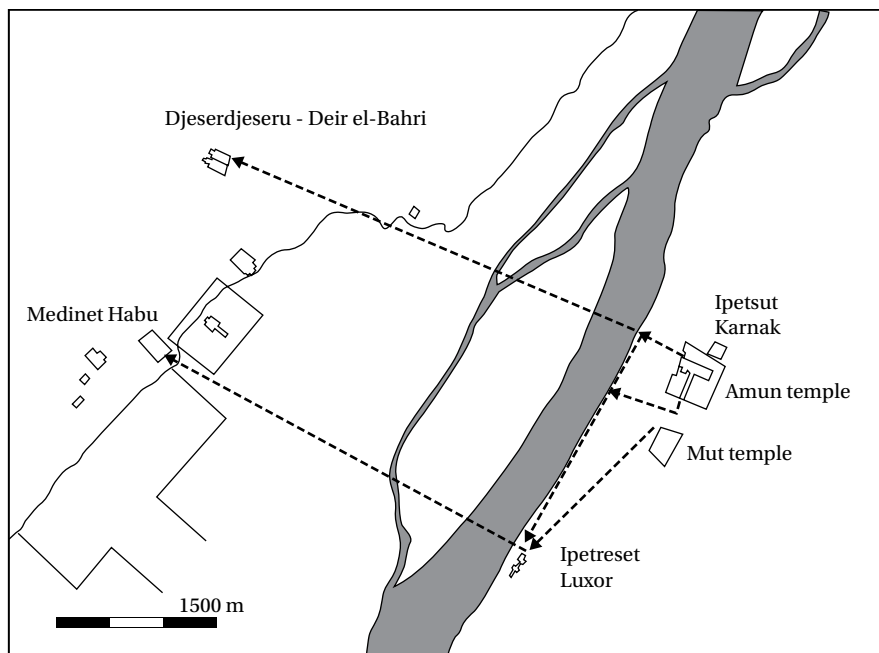 Djeserdjeseru - Deir el-Bahri
Medinet Habu
Ipetsut
Karnak
Amun temple
Mut temple
Ipetreset
Luxor
1500 m